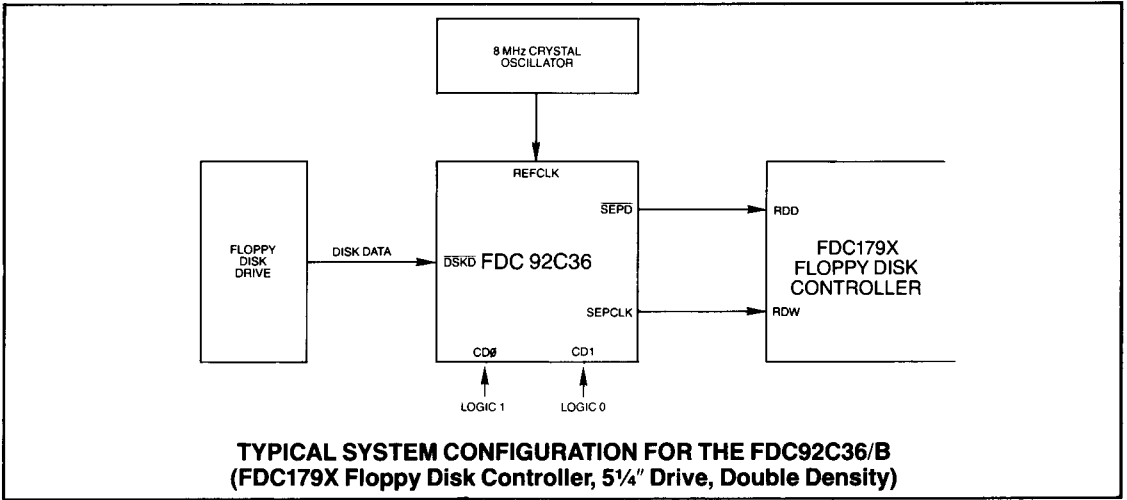 8 MHz CRYSTAL
OSCILLATOR
REFCLK
SEPD
RDD
FLOPPY
DISK
DRIVE
DISK DATA
DSKD
FDC 92C36
FDC179X
FLOPPY DISK
CONTROLLER
SEPCLK
RDW
CDØ
CD1
LOGIC 1
LOGIC 0
TYPICAL SYSTEM CONFIGURATION FOR THE FDC92C36/B
(FDC179X Floppy Disk Controller, 5¼″ Drive, Double Density)